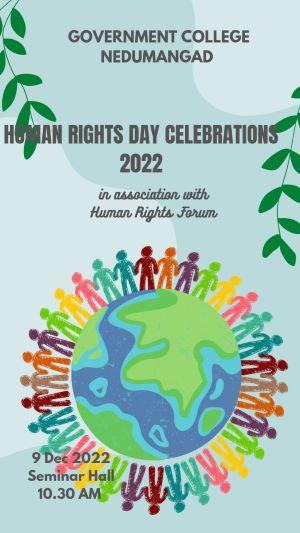 GOVERNMENT COLLEGE
NEDUMANGAD
HUMAN RIGHTS DAY CELEBRATIONS
2022
in association with
Human Rights Forum
9 Dec 2022
Seminar Hall
10.30 AM